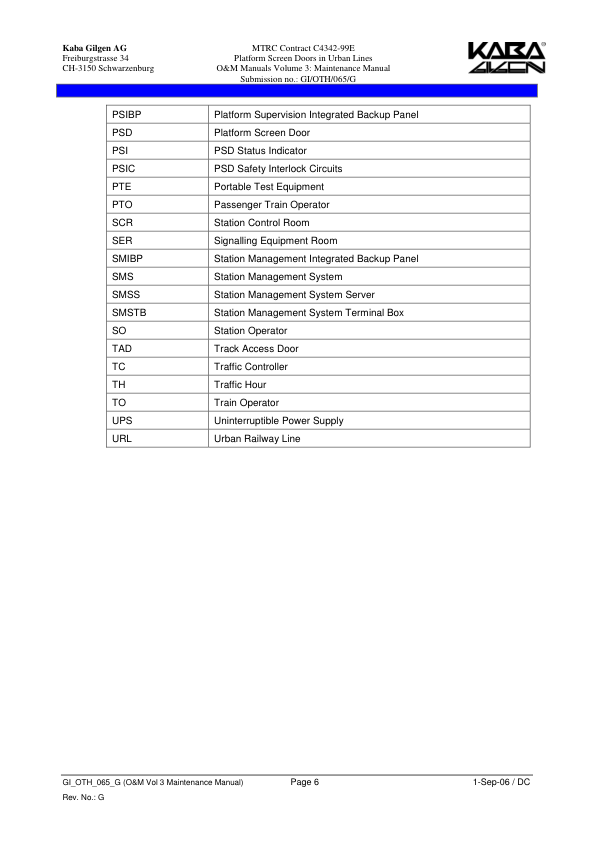 Kaba Gilgen AG
Freiburgstrasse 34
CH-3150 Schwarzenburg
MTRC Contract C4342-99E
Platform Screen Doors in Urban Lines
O&M Manuals Volume 3: Maintenance Manual
Submission no.: GI/OTH/065/G
KABA®
GILGEN
PSIBP Platform Supervision Integrated Backup Panel
PSD Platform Screen Door
PSI PSD Status Indicator
PSIC PSD Safety Interlock Circuits
PTE Portable Test Equipment
PTO Passenger Train Operator
SCR Station Control Room
SER Signalling Equipment Room
SMIBP Station Management Integrated Backup Panel
SMS Station Management System
SMSS Station Management System Server
SMSTB Station Management System Terminal Box
SO Station Operator
TAD Track Access Door
TC Traffic Controller
TH Traffic Hour
TO Train Operator
UPS Uninterruptible Power Supply
URL Urban Railway Line
GI_OTH_065_G (O&M Vol 3 Maintenance Manual) Page 6 1-Sep-06 / DC
Rev. No.: G